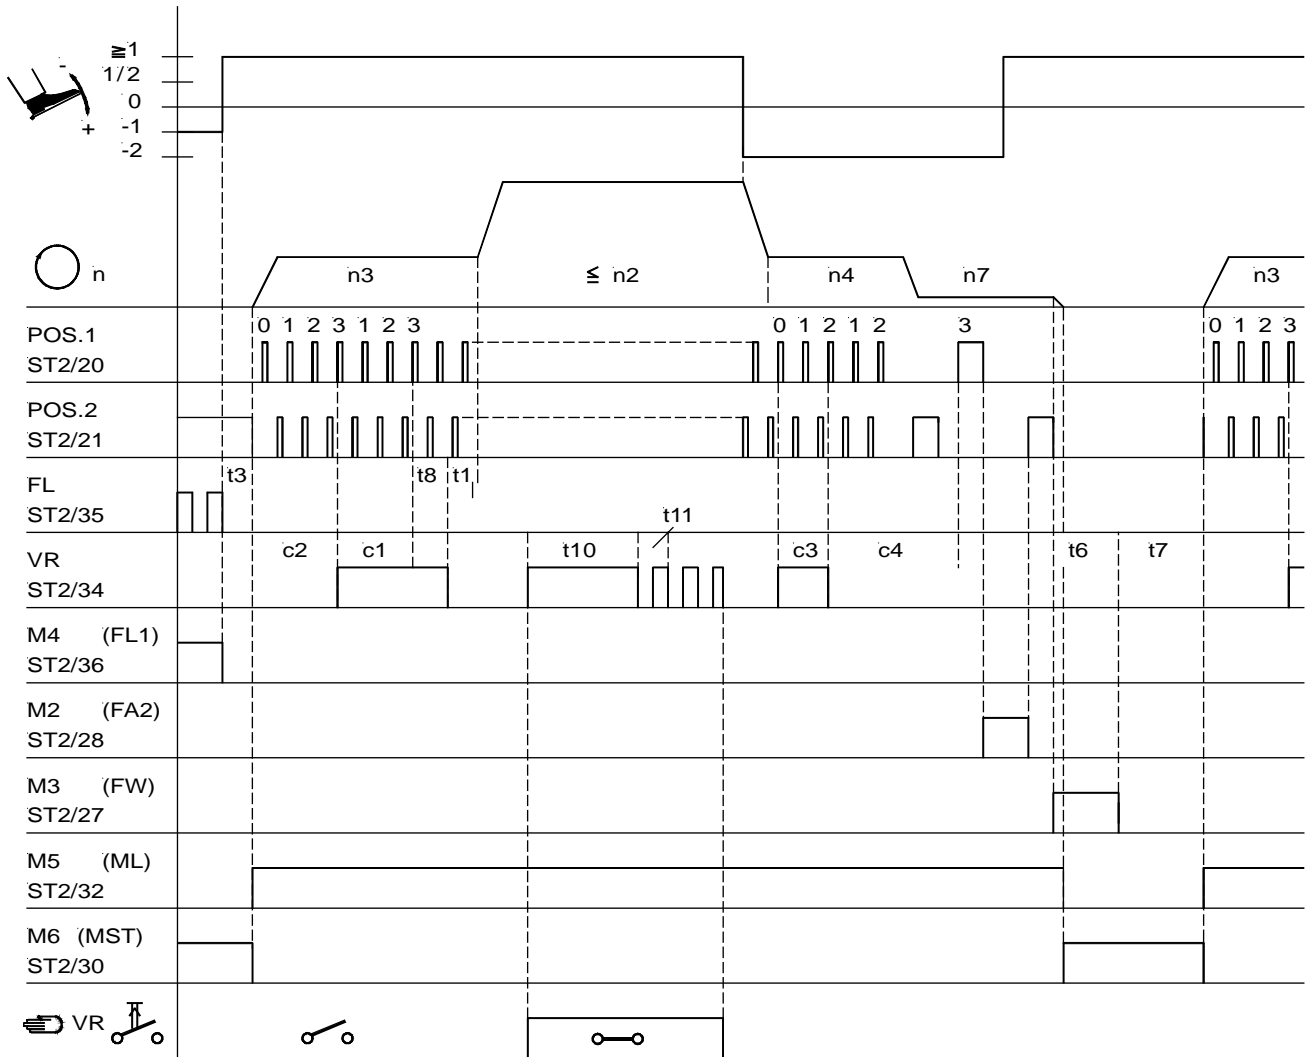 ≧1
1/2
0
-1
-2
-
+
n
n3
≦ n2
n4
n7
n3
POS.1
ST2/20
0 1 2 3 1 2 3
0 1 2 1 2
3
0 1 2 3
POS.2
ST2/21
FL
ST2/35
t3
t8
t1
t11
VR
ST2/34
c2
c1
t10
c3
c4
t6
t7
M4 (FL1)
ST2/36
M2 (FA2)
ST2/28
M3 (FW)
ST2/27
M5 (ML)
ST2/32
M6 (MST)
ST2/30
VR